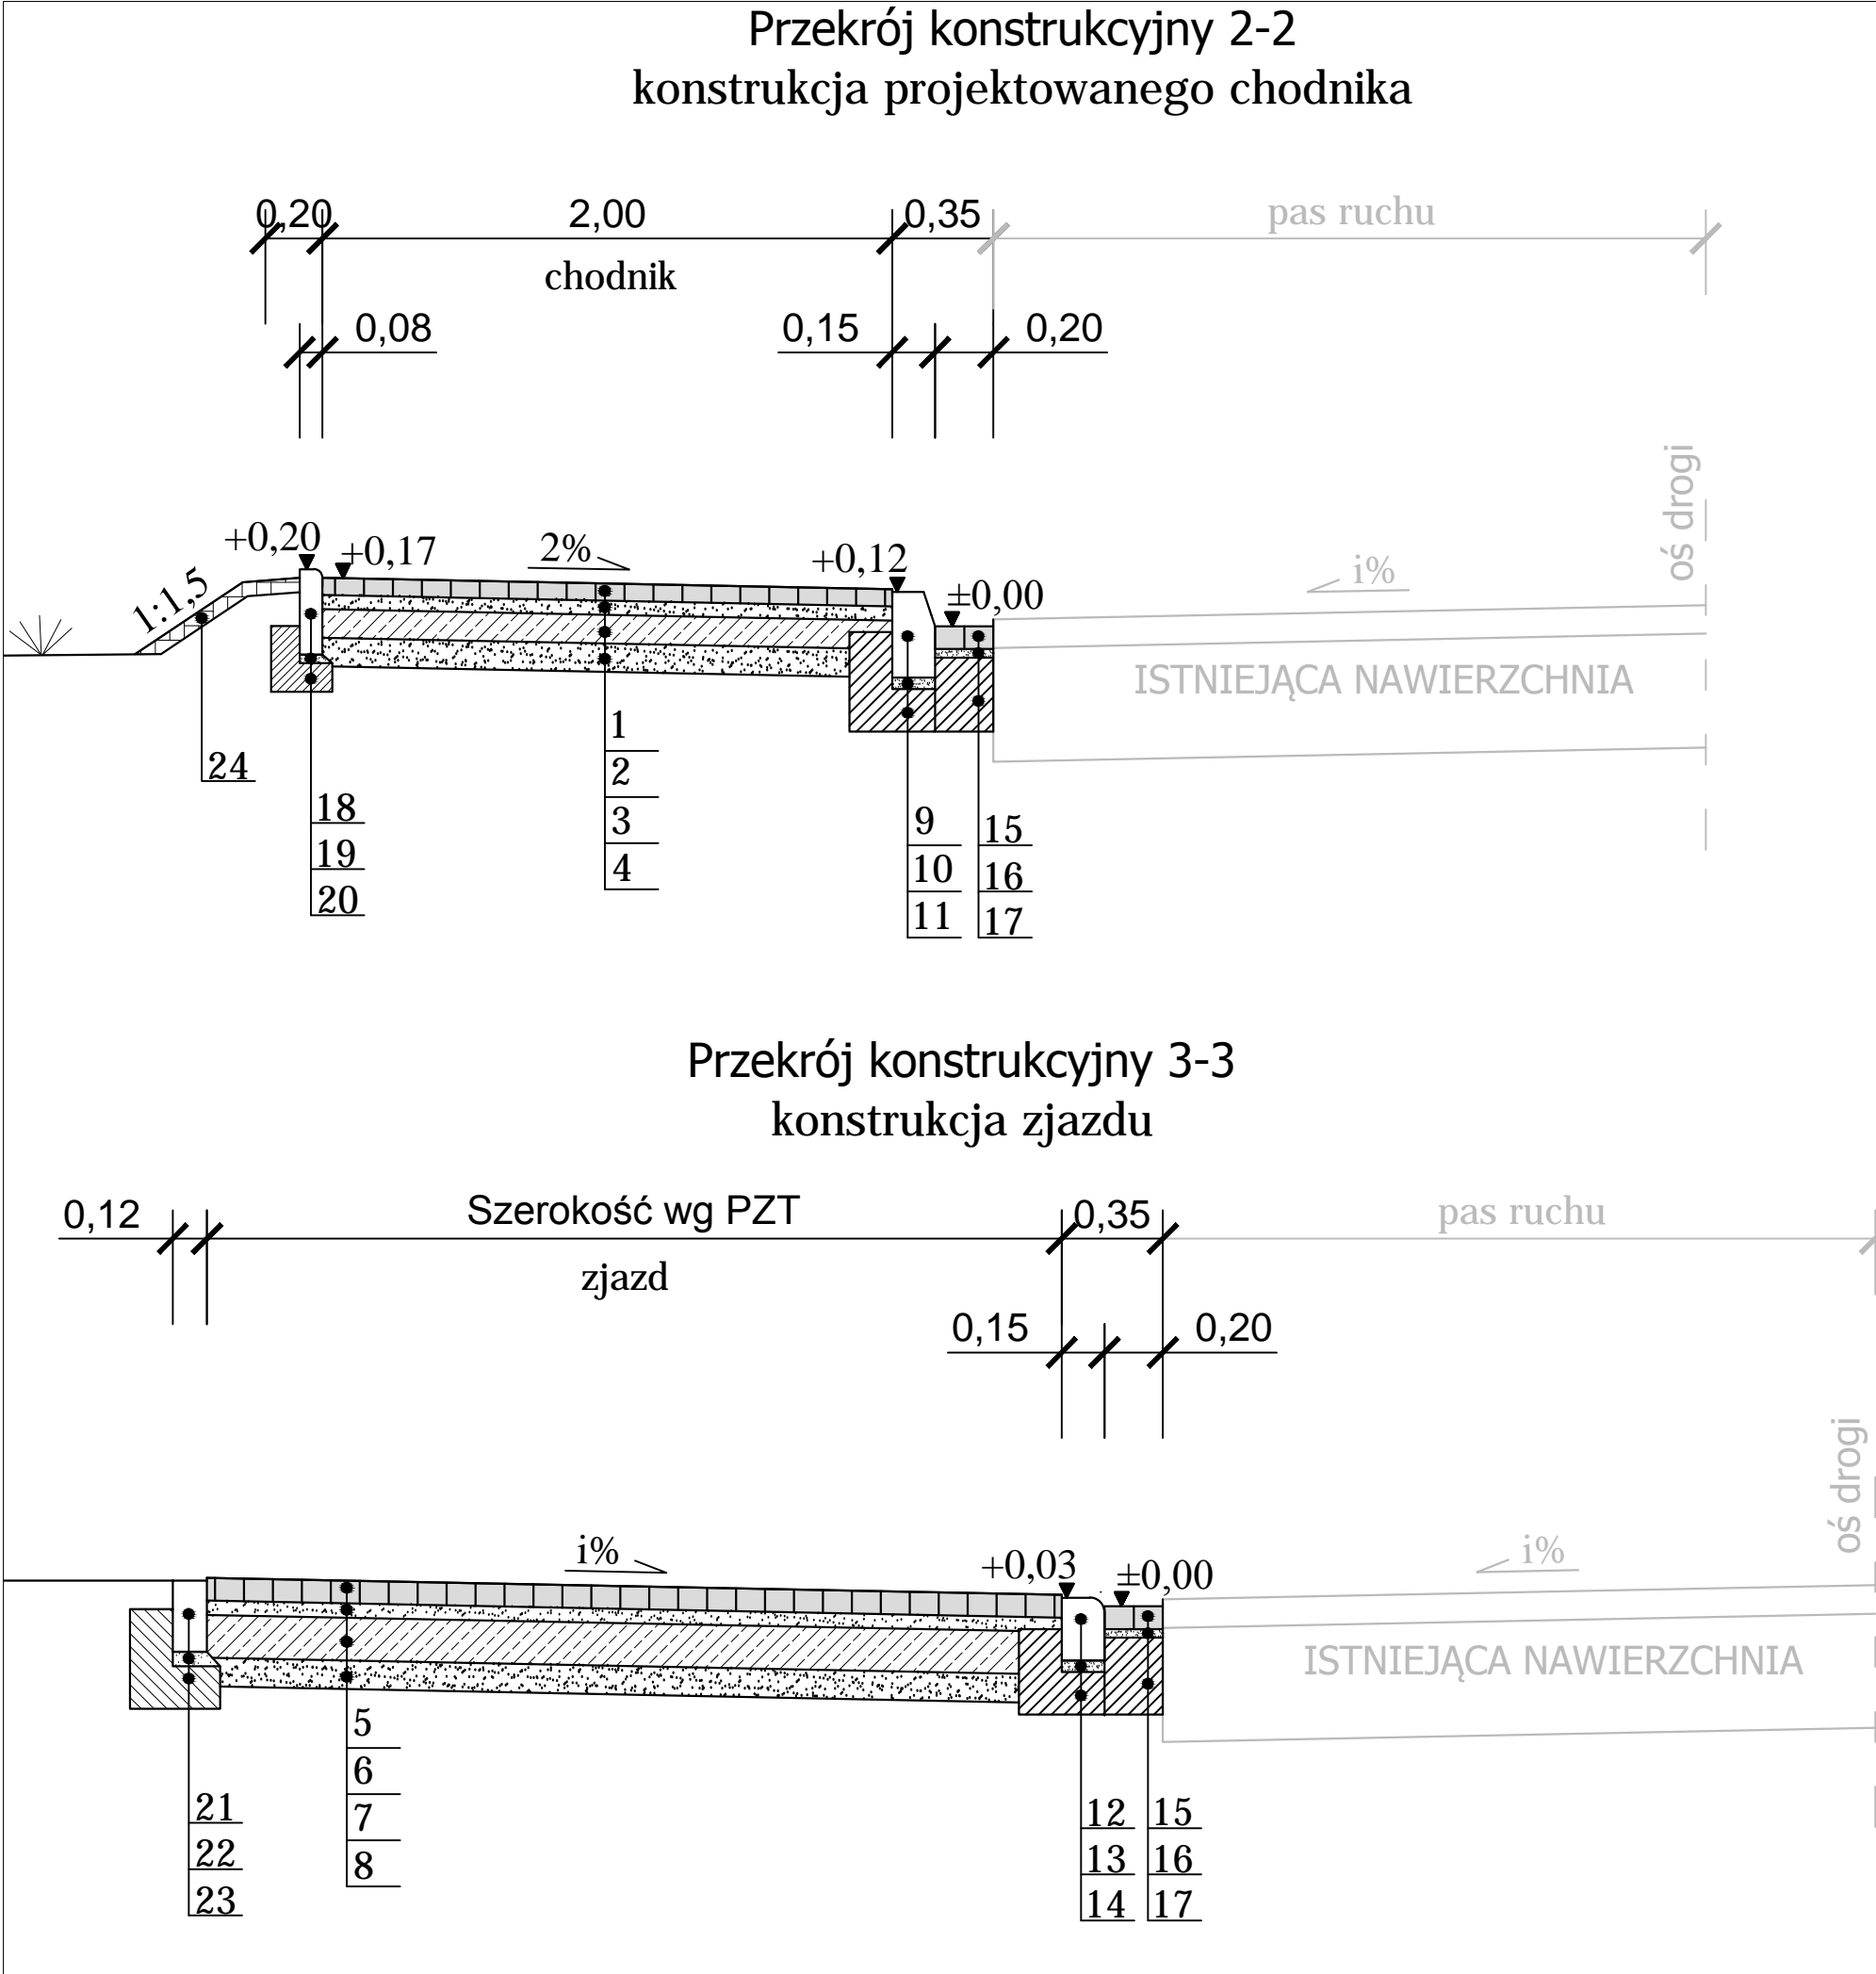 Przekrój konstrukcyjny 2-2
konstrukcja projektowanego chodnika
0,20 2,00 0,35 pas ruchu
chodnik
0,08 0,15 0,20
oś drogi
+0,20 +0,17 2% +0,12 ±0,00 i%
1:1,5
ISTNIEJĄCA NAWIERZCHNIA
24
1
2
3
4
18
19
20
9
10
11
15
16
17
Przekrój konstrukcyjny 3-3
konstrukcja zjazdu
0,12 Szerokość wg PZT 0,35 pas ruchu
zjazd
0,15 0,20
oś drogi
i% +0,03 ±0,00 i%
ISTNIEJĄCA NAWIERZCHNIA
5
6
7
8
21
22
23
12
13
14
15
16
17